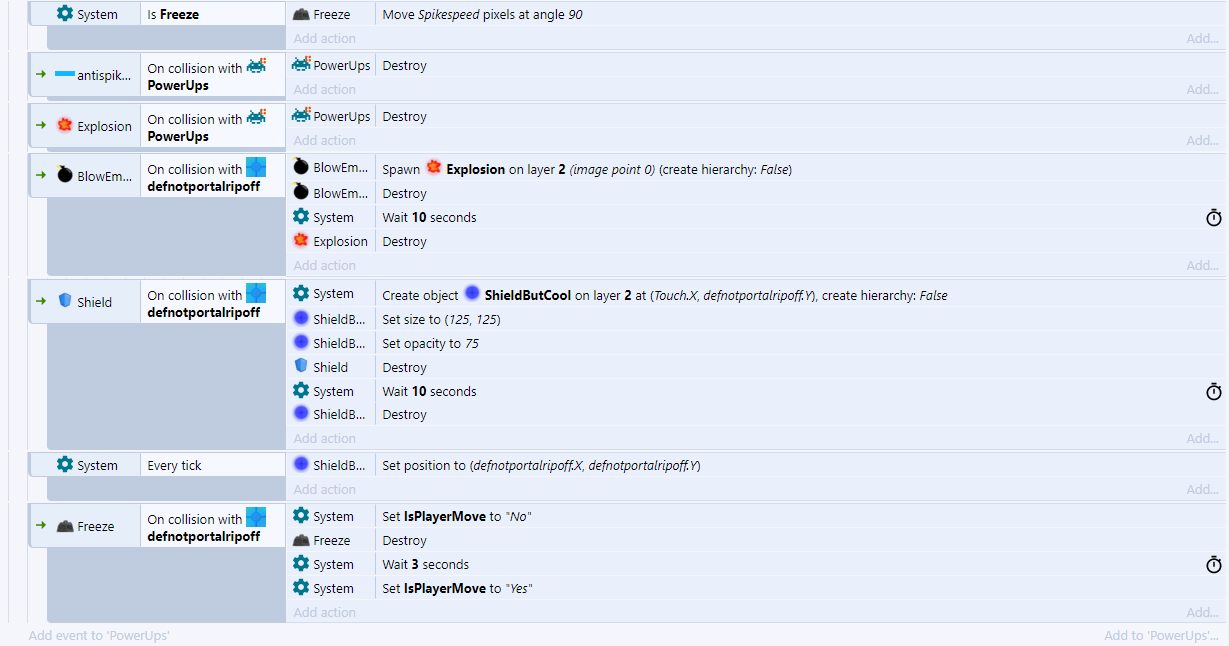 System Is Freeze Freeze Move Spikespeed pixels at angle 90
Add action Add...
antispik... On collision with PowerUps PowerUps Destroy
Add action Add...
Explosion On collision with PowerUps PowerUps Destroy
Add action Add...
BlowEm... On collision with defnotportalripoff BlowEm... Spawn Explosion on layer 2 (image point 0) (create hierarchy: False)
BlowEm... Destroy
System Wait 10 seconds
Explosion Destroy
Add action Add...
Shield On collision with defnotportalripoff System Create object ShieldButCool on layer 2 at (Touch.X, defnotportalripoff.Y), create hierarchy: False
ShieldB... Set size to (125, 125)
ShieldB... Set opacity to 75
Shield Destroy
System Wait 10 seconds
ShieldB... Destroy
Add action Add...
System Every tick ShieldB... Set position to (defnotportalripoff.X, defnotportalripoff.Y)
Add action Add...
Freeze On collision with defnotportalripoff System Set IsPlayerMove to "No"
Freeze Destroy
System Wait 3 seconds
System Set IsPlayerMove to "Yes"
Add action Add...
Add event to 'PowerUps' Add to 'PowerUps'...